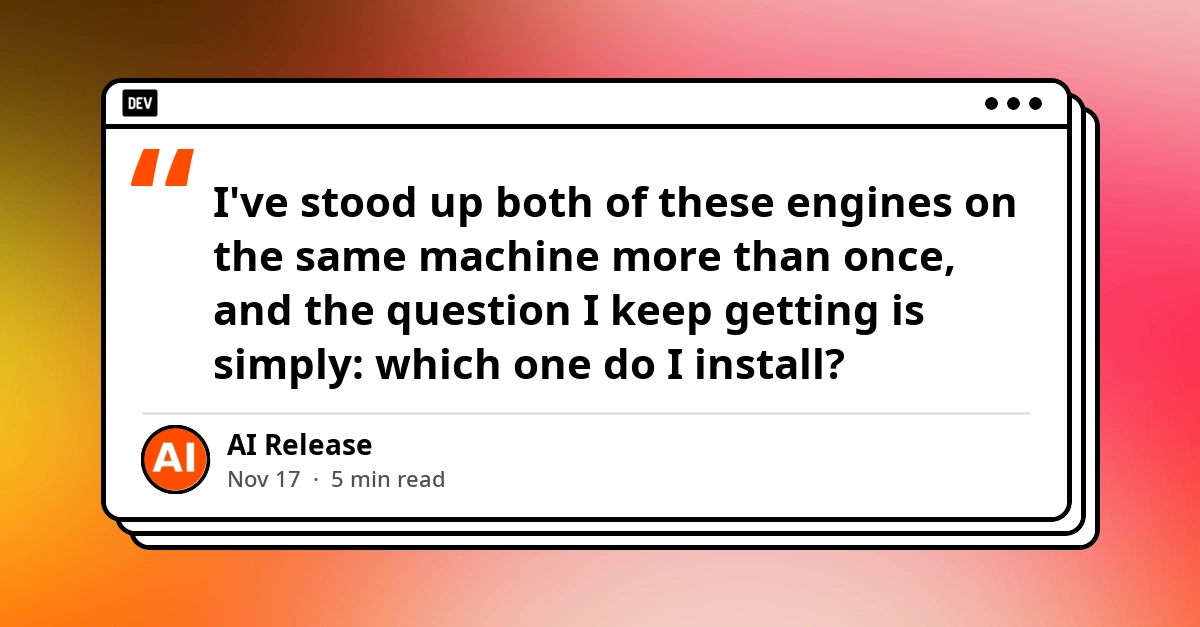 DEV
“
I've stood up both of these engines on
the same machine more than once,
and the question I keep getting is
simply: which one do I install?
AI
AI Release
Nov 17 · 5 min read